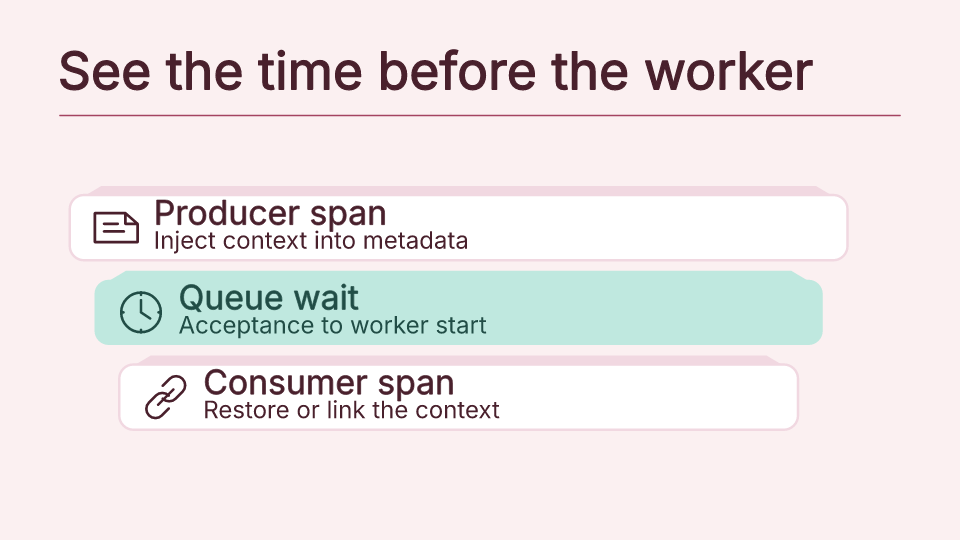 See the time before the worker
Producer span
Inject context into metadata
Queue wait
Acceptance to worker start
Consumer span
Restore or link the context